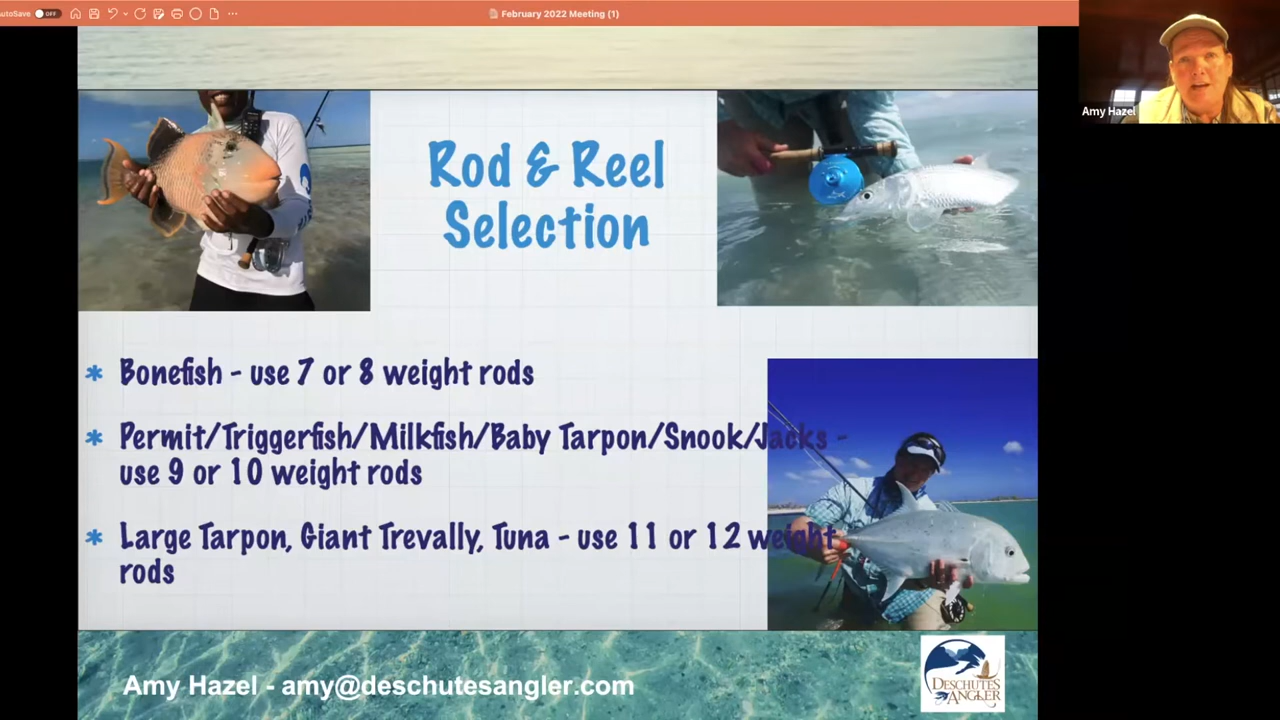 AutoSave OFF
February 2022 Meeting (1)
Amy Hazel
Rod & Reel
Selection
* Bonefish - use 7 or 8 weight rods
* Permit/Triggerfish/Milkfish/Baby Tarpon/Snook/Jacks -
use 9 or 10 weight rods
* Large Tarpon, Giant Trevally, Tuna - use 11 or 12 weight
rods
Amy Hazel - amy@deschutesangler.com
DESCHUTES
ANGLER